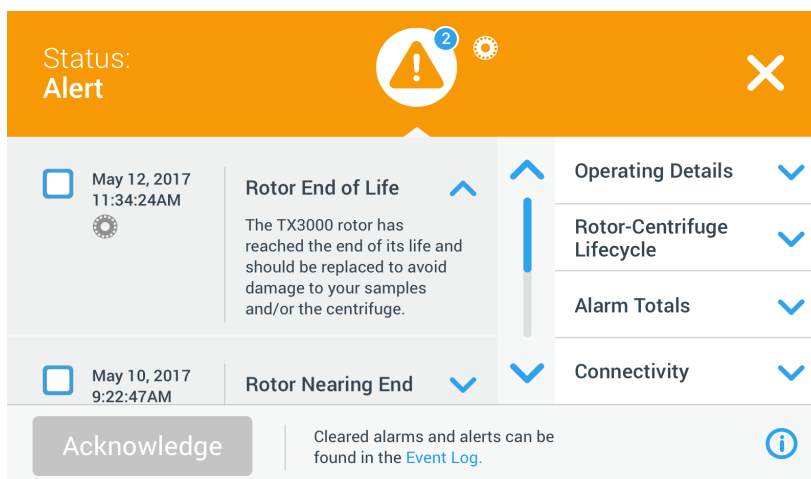 Status:
Alert
2
May 12, 2017
11:34:24AM
Rotor End of Life
The TX3000 rotor has
reached the end of its life and
should be replaced to avoid
damage to your samples
and/or the centrifuge.
May 10, 2017
9:22:47AM
Rotor Nearing End
Operating Details
Rotor-Centrifuge
Lifecycle
Alarm Totals
Connectivity
Acknowledge
Cleared alarms and alerts can be
found in the Event Log.